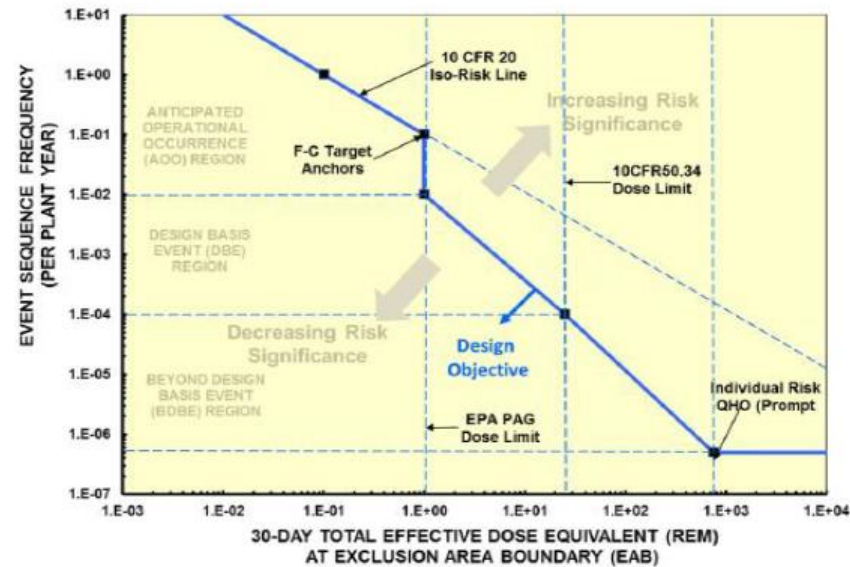 1.E+01
1.E+00
1.E-01
1.E-02
1.E-03
1.E-04
1.E-05
1.E-06
1.E-07
EVENT SEQUENCE FREQUENCY
(PER PLANT YEAR)
10 CFR 20
Iso-Risk Line
ANTICIPATED
OPERATIONAL
OCCURRENCE
(AOO) REGION
F-C Target
Anchors
Increasing Risk
Significance
10CFR50.34
Dose Limit
DESIGN BASIS
EVENT (DBE)
REGION
Decreasing Risk
Significance
Design
Objective
BEYOND DESIGN
BASIS EVENT
(BDBE) REGION
EPA PAG
Dose Limit
Individual Risk
QHO (Prompt
1.E-03 1.E-02 1.E-01 1.E+00 1.E+01 1.E+02 1.E+03 1.E+04
30-DAY TOTAL EFFECTIVE DOSE EQUIVALENT (REM)
AT EXCLUSION AREA BOUNDARY (EAB)